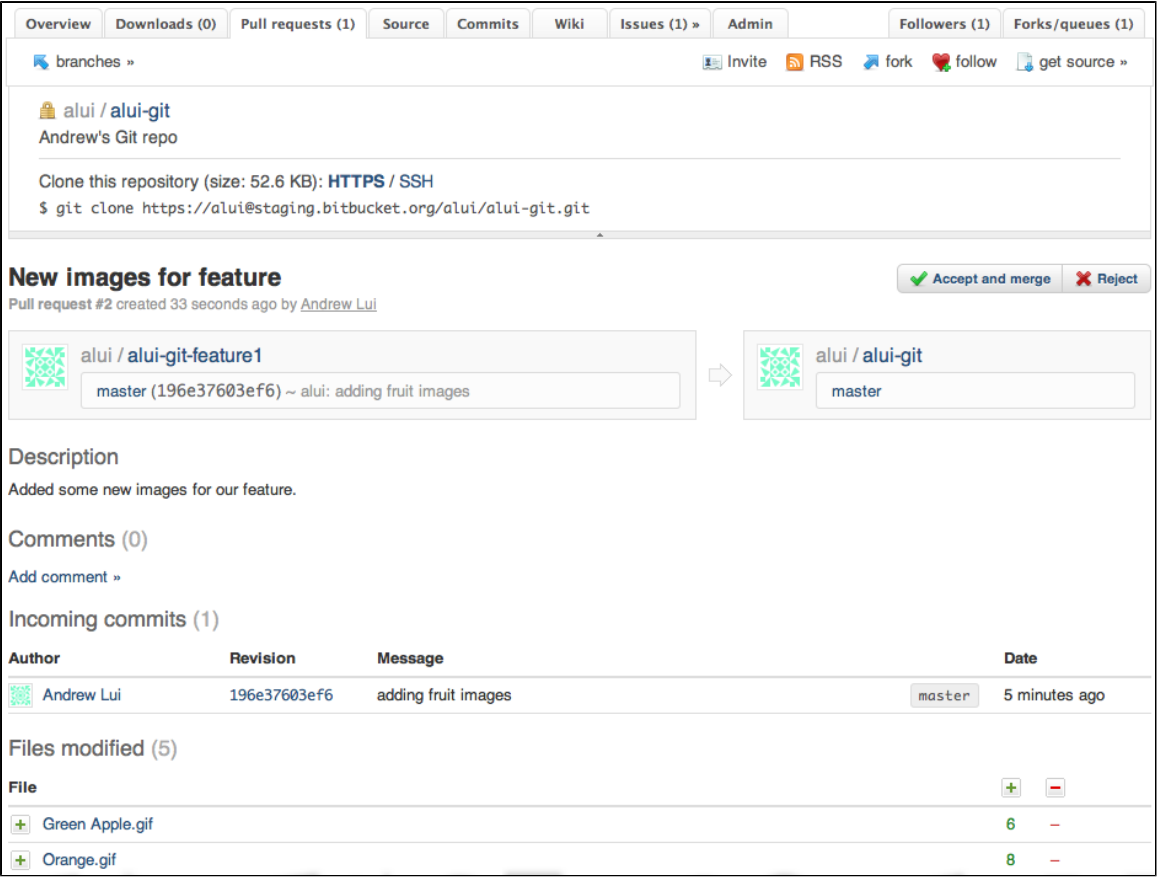 Overview Downloads (0) Pull requests (1) Source Commits Wiki Issues (1) » Admin Followers (1) Forks/queues (1)
branches » Invite RSS fork follow get source »
alui / alui-git
Andrew's Git repo
Clone this repository (size: 52.6 KB): HTTPS / SSH
$ git clone https://alui@staging.bitbucket.org/alui/alui-git.git
New images for feature Accept and merge Reject
Pull request #2 created 33 seconds ago by Andrew Lui
alui / alui-git-feature1 alui / alui-git
master (196e37603ef6) ~ alui: adding fruit images master
Description
Added some new images for our feature.
Comments (0)
Add comment »
Incoming commits (1)
Author Revision Message Date
Andrew Lui 196e37603ef6 adding fruit images master 5 minutes ago
Files modified (5)
File + −
+ Green Apple.gif 6 –
+ Orange.gif 8 –